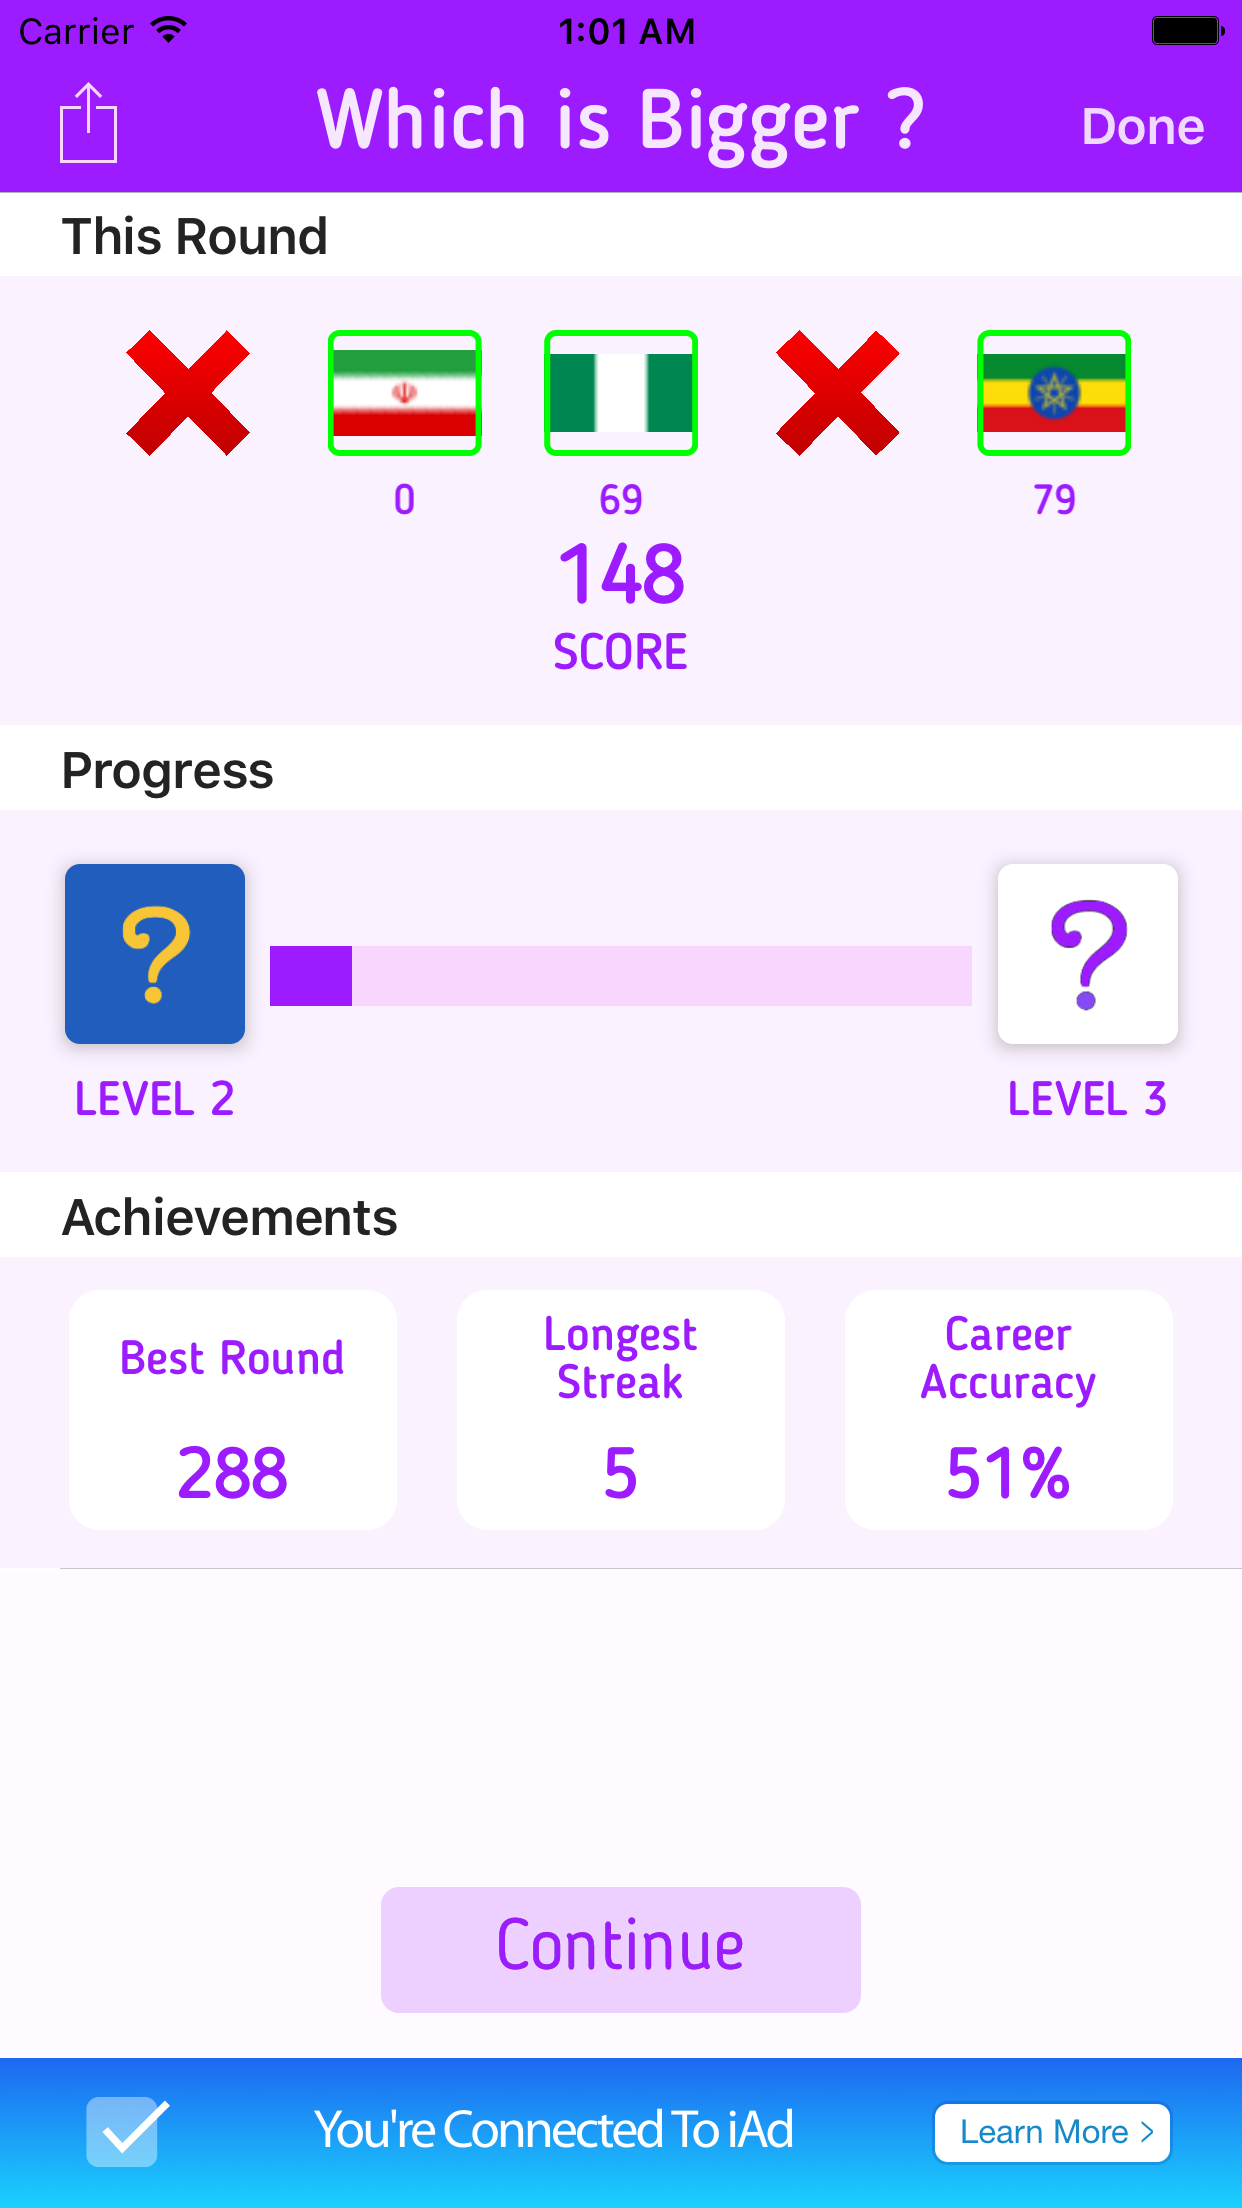 Carrier 1:01 AM
Which is Bigger ?
Done
This Round
0 69 79
148
SCORE
Progress
? ?
LEVEL 2 LEVEL 3
Achievements
Best Round
288
Longest
Streak
5
Career
Accuracy
51%
Continue
You're Connected To iAd
Learn More >